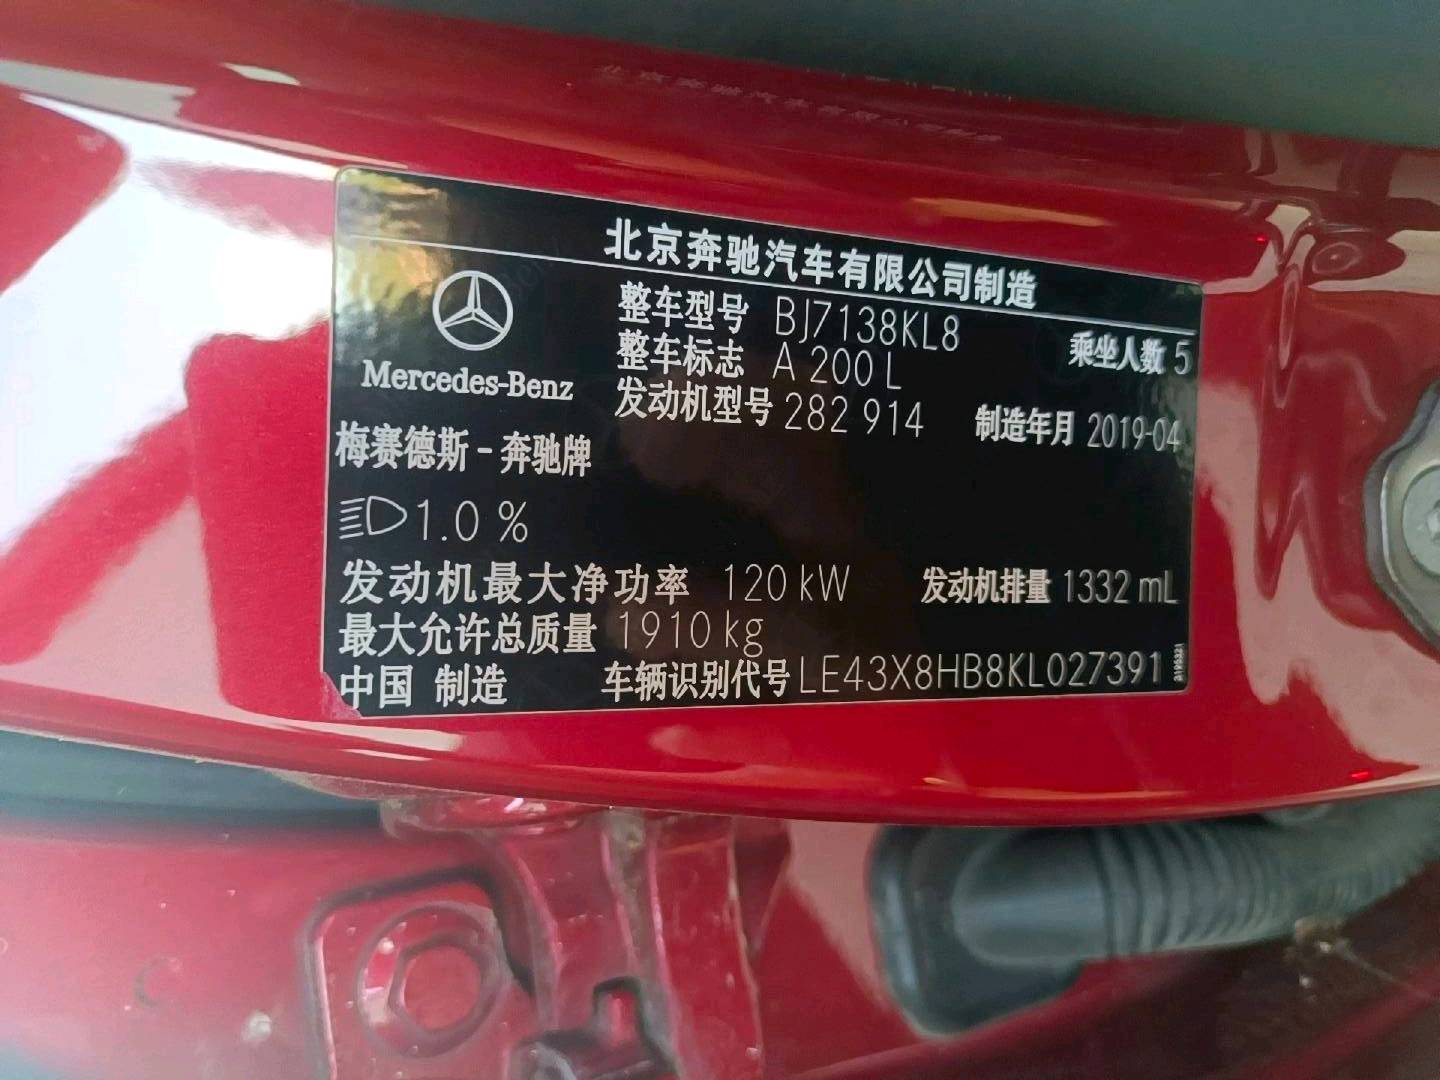 北京奔驰汽车有限公司制造
整车型号 BJ7138KL8 乘坐人数 5
整车标志 A 200 L
发动机型号 282 914 制造年月 2019-04
Mercedes-Benz
梅赛德斯-奔驰牌
1.0 %
发动机最大净功率 120 kW 发动机排量 1332 mL
最大允许总质量 1910 kg
中国 制造 车辆识别代号 LE43X8HB8KL027391